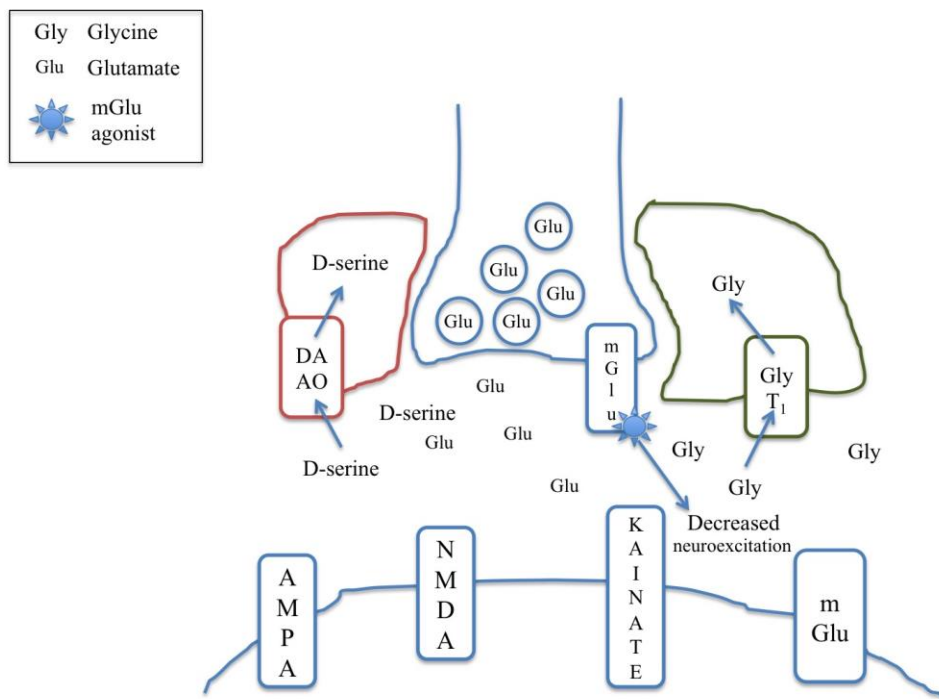 Gly Glycine
Glu Glutamate
mGlu
agonist
Glu
D-serine
Glu
Gly
Glu
Glu
Glu
DA
AO
m
G
l
u
Gly
T1
Glu
D-serine
Glu
Glu
Gly
Gly
D-serine
Glu
Gly
Decreased
neuroexcitation
A
M
P
A
N
M
D
A
K
A
I
N
A
T
E
m
Glu